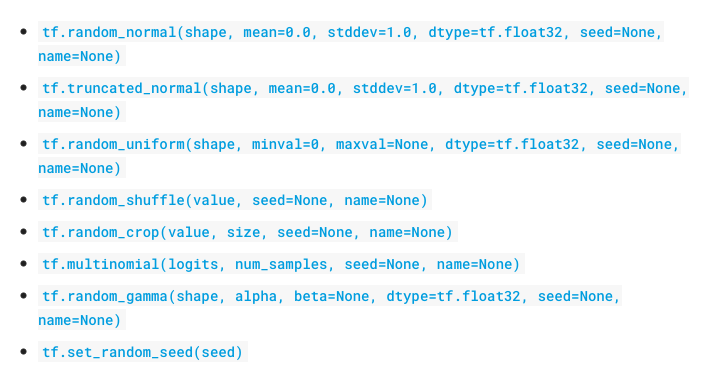 tf.random_normal(shape, mean=0.0, stddev=1.0, dtype=tf.float32, seed=None,
name=None)
tf.truncated_normal(shape, mean=0.0, stddev=1.0, dtype=tf.float32, seed=None,
name=None)
tf.random_uniform(shape, minval=0, maxval=None, dtype=tf.float32, seed=None,
name=None)
tf.random_shuffle(value, seed=None, name=None)
tf.random_crop(value, size, seed=None, name=None)
tf.multinomial(logits, num_samples, seed=None, name=None)
tf.random_gamma(shape, alpha, beta=None, dtype=tf.float32, seed=None,
name=None)
tf.set_random_seed(seed)